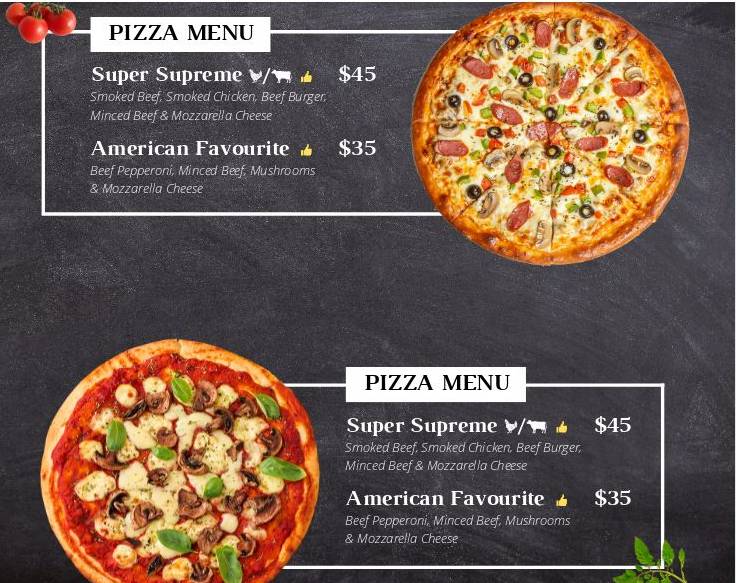 PIZZA MENU
Super Supreme / $45
Smoked Beef, Smoked Chicken, Beef Burger,
Minced Beef & Mozzarella Cheese
American Favourite $35
Beef Pepperoni, Minced Beef, Mushrooms
& Mozzarella Cheese
PIZZA MENU
Super Supreme / $45
Smoked Beef, Smoked Chicken, Beef Burger,
Minced Beef & Mozzarella Cheese
American Favourite $35
Beef Pepperoni, Minced Beef, Mushrooms
& Mozzarella Cheese